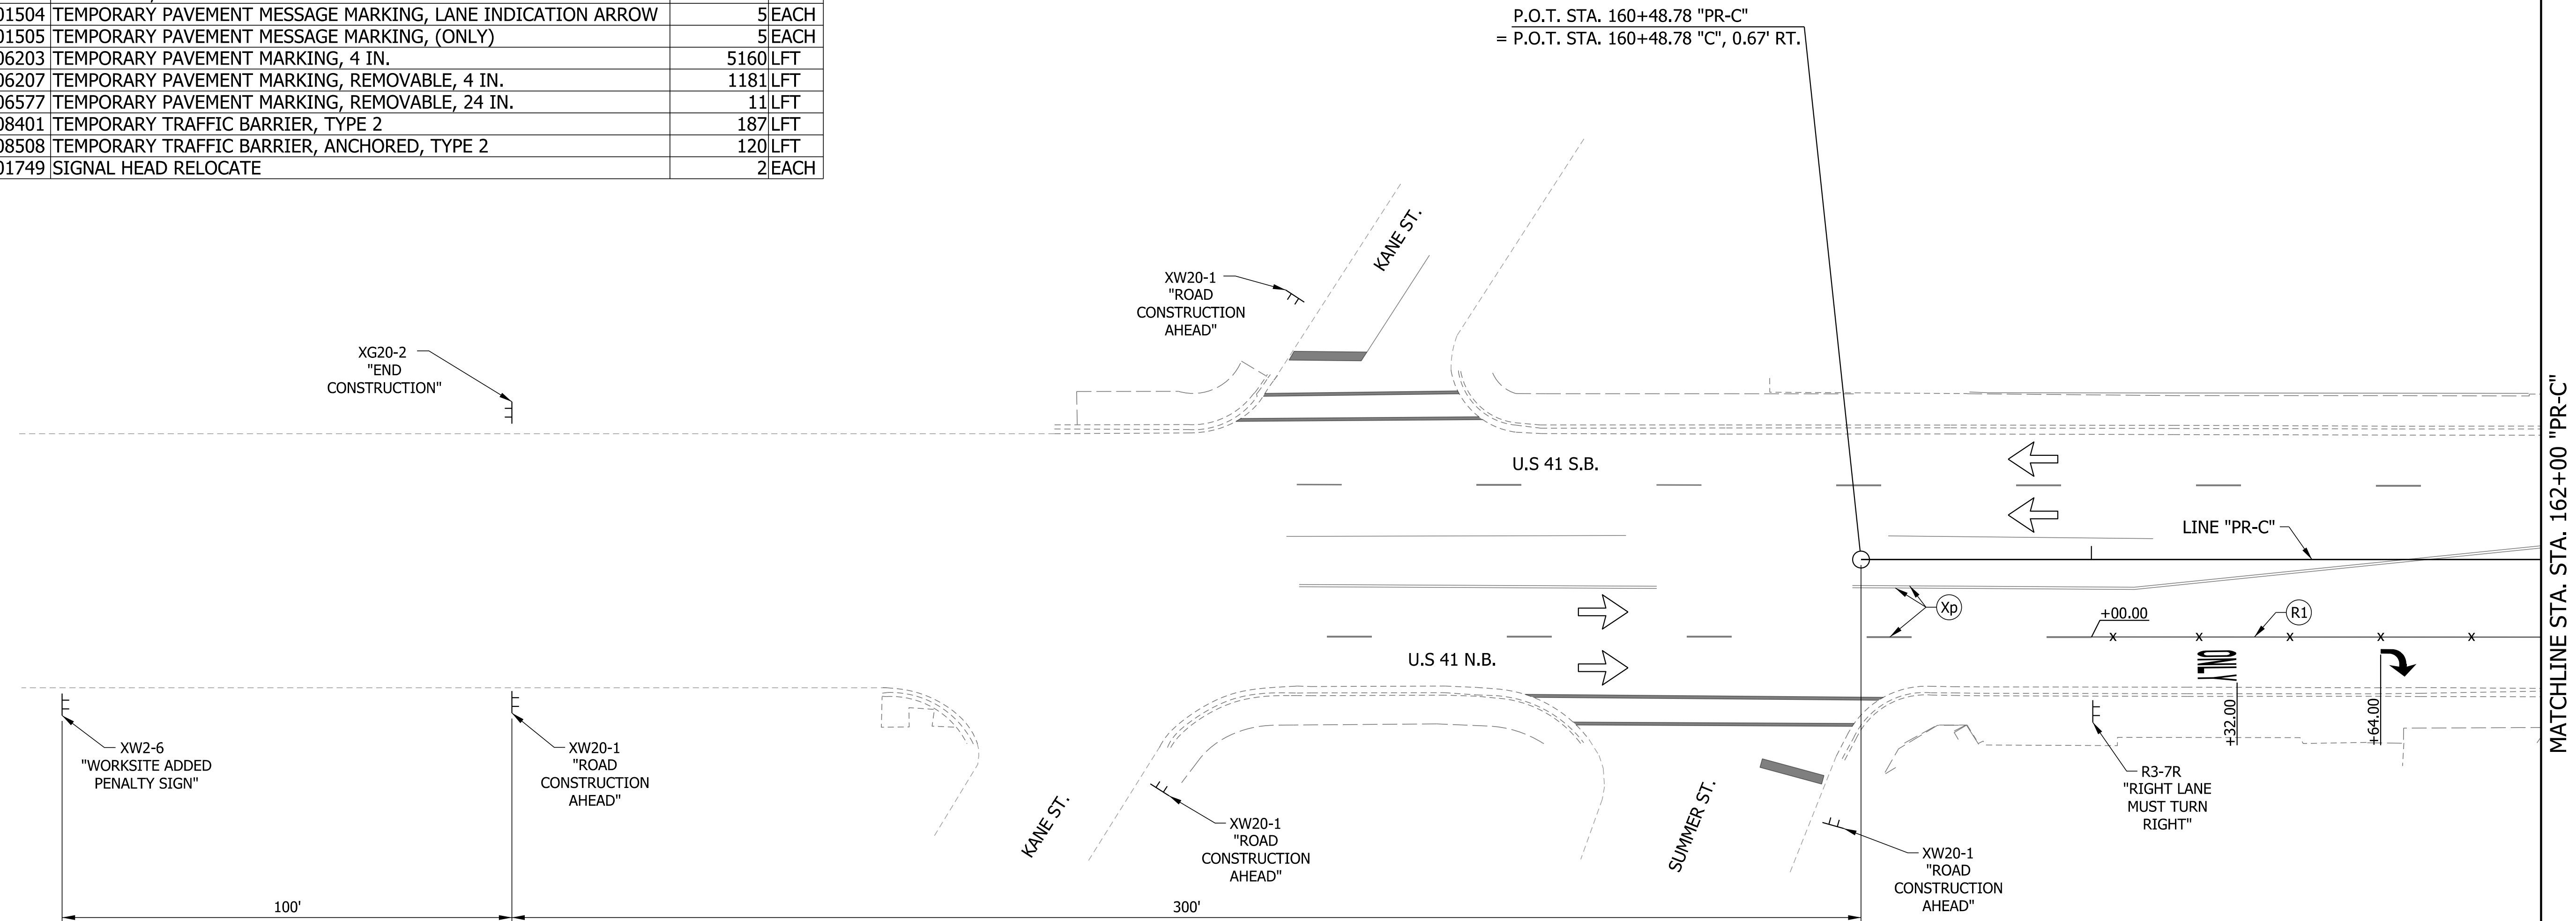 01504 TEMPORARY PAVEMENT MESSAGE MARKING, LANE INDICATION ARROW 5 EACH
01505 TEMPORARY PAVEMENT MESSAGE MARKING, (ONLY) 5 EACH
06203 TEMPORARY PAVEMENT MARKING, 4 IN. 5160 LFT
06207 TEMPORARY PAVEMENT MARKING, REMOVABLE, 4 IN. 1181 LFT
06577 TEMPORARY PAVEMENT MARKING, REMOVABLE, 24 IN. 11 LFT
08401 TEMPORARY TRAFFIC BARRIER, TYPE 2 187 LFT
08508 TEMPORARY TRAFFIC BARRIER, ANCHORED, TYPE 2 120 LFT
01749 SIGNAL HEAD RELOCATE 2 EACH
P.O.T. STA. 160+48.78 "PR-C"
= P.O.T. STA. 160+48.78 "C", 0.67' RT.
KANE ST.
XW20-1
"ROAD
CONSTRUCTION
AHEAD"
XG20-2
"END
CONSTRUCTION"
U.S 41 S.B.
LINE "PR-C"
MATCHLINE STA. STA. 162+00 "PR-C"
Xp
+00.00
R1
U.S 41 N.B.
ONLY
+32.00
+64.00
XW2-6
"WORKSITE ADDED
PENALTY SIGN"
XW20-1
"ROAD
CONSTRUCTION
AHEAD"
KANE ST.
XW20-1
"ROAD
CONSTRUCTION
AHEAD"
SUMMER ST.
R3-7R
"RIGHT LANE
MUST TURN
RIGHT"
XW20-1
"ROAD
CONSTRUCTION
AHEAD"
100'
300'
x x x x x